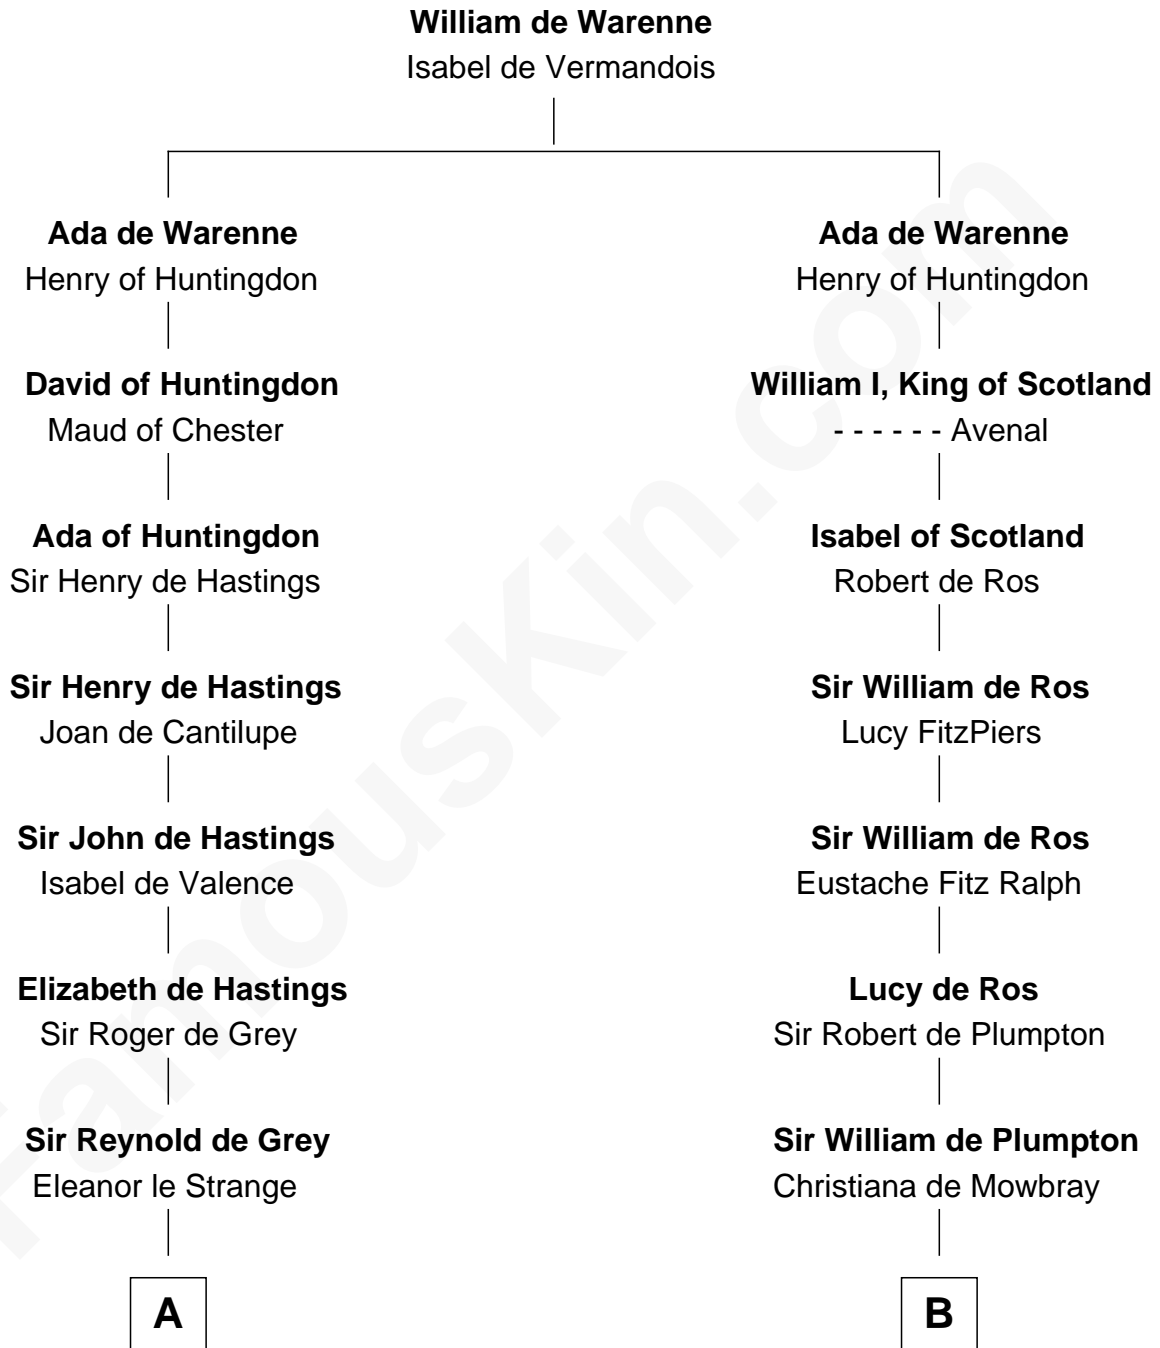 William de Warenne
Isabel de Vermandois
Ada de Warenne
Henry of Huntingdon
David of Huntingdon
Maud of Chester
Ada of Huntingdon
Sir Henry de Hastings
Sir Henry de Hastings
Joan de Cantilupe
Sir John de Hastings
Isabel de Valence
Elizabeth de Hastings
Sir Roger de Grey
Sir Reynold de Grey
Eleanor le Strange
A
Ada de Warenne
Henry of Huntingdon
William I, King of Scotland
- - - - - - Avenal
Isabel of Scotland
Robert de Ros
Sir William de Ros
Lucy FitzPiers
Sir William de Ros
Eustache Fitz Ralph
Lucy de Ros
Sir Robert de Plumpton
Sir William de Plumpton
Christiana de Mowbray
B
FamousKin.com